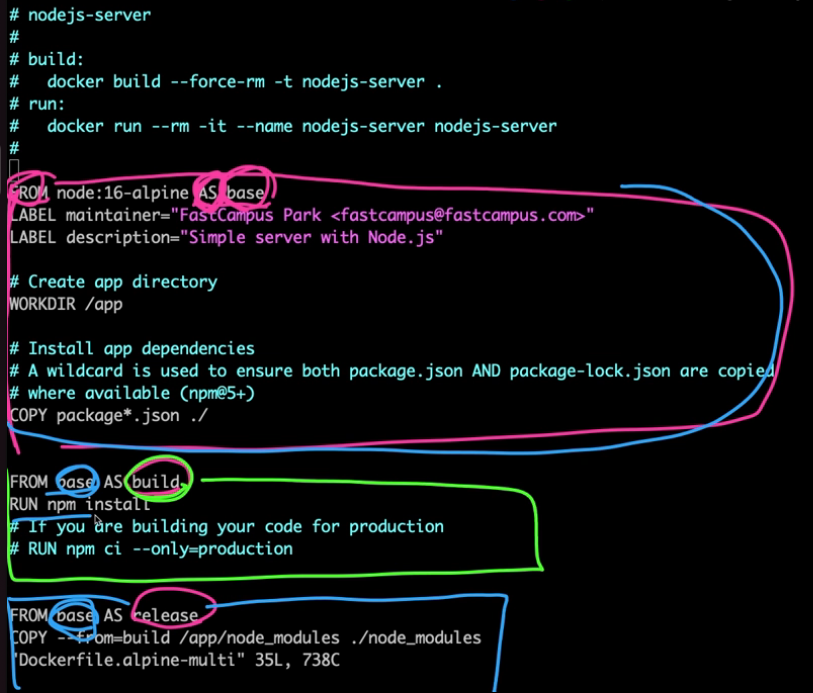 # nodejs-server
#
# build:
#   docker build --force-rm -t nodejs-server .
# run:
#   docker run --rm -it --name nodejs-server nodejs-server
#
FROM node:16-alpine AS base
LABEL maintainer="FastCampus Park <fastcampus@fastcampus.com>"
LABEL description="Simple server with Node.js"
# Create app directory
WORKDIR /app
# Install app dependencies
# A wildcard is used to ensure both package.json AND package-lock.json are copied
# where available (npm@5+)
COPY package*.json ./
FROM base AS build
RUN npm install
# If you are building your code for production
# RUN npm ci --only=production
FROM base AS release
COPY --from=build /app/node_modules ./node_modules
"Dockerfile.alpine-multi" 35L, 738C